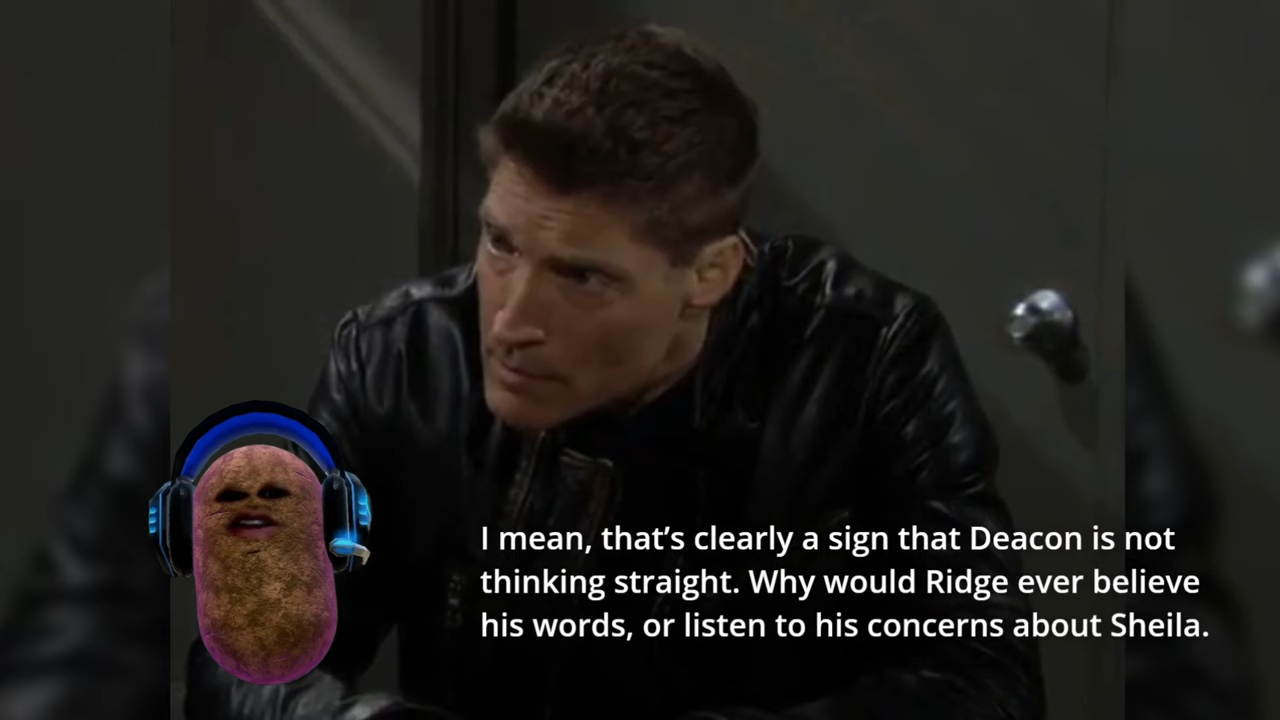 I mean, that’s clearly a sign that Deacon is not
thinking straight. Why would Ridge ever believe
his words, or listen to his concerns about Sheila.